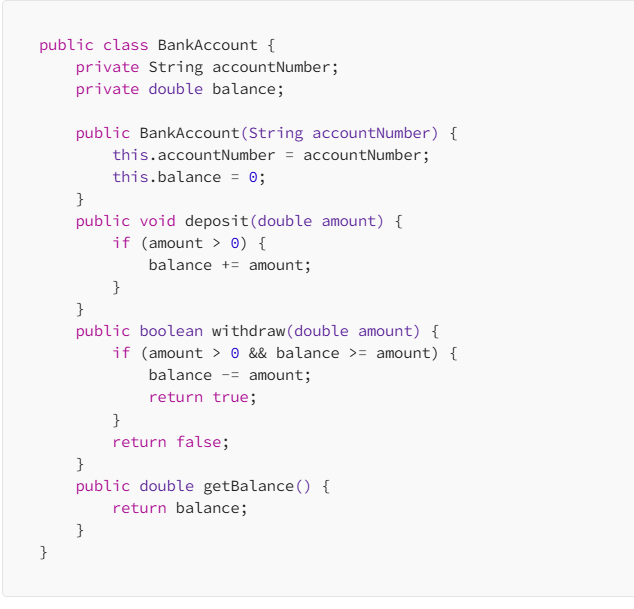 public class BankAccount {
    private String accountNumber;
    private double balance;

    public BankAccount(String accountNumber) {
        this.accountNumber = accountNumber;
        this.balance = 0;
    }
    public void deposit(double amount) {
        if (amount > 0) {
            balance += amount;
        }
    }
    public boolean withdraw(double amount) {
        if (amount > 0 && balance >= amount) {
            balance -= amount;
            return true;
        }
        return false;
    }
    public double getBalance() {
        return balance;
    }
}